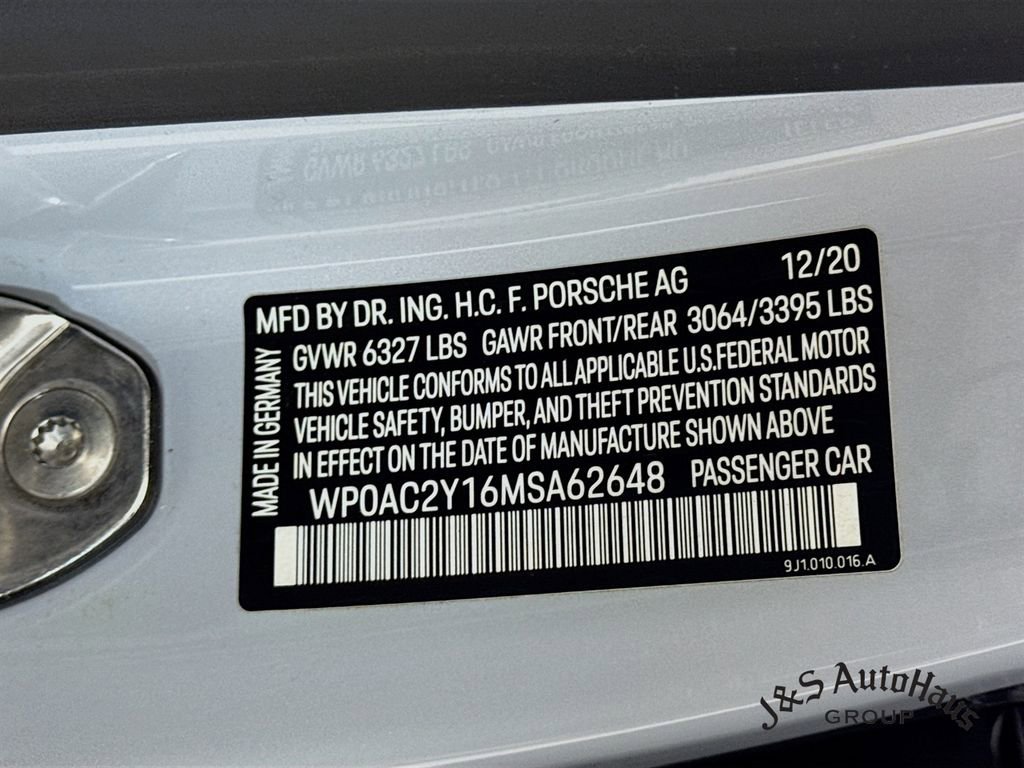 MFD BY DR. ING. H.C. F. PORSCHE AG 12/20
GVWR 6327 LBS GAWR FRONT/REAR 3064/3395 LBS
THIS VEHICLE CONFORMS TO ALL APPLICABLE U.S.FEDERAL MOTOR
VEHICLE SAFETY, BUMPER, AND THEFT PREVENTION STANDARDS
IN EFFECT ON THE DATE OF MANUFACTURE SHOWN ABOVE
WP0AC2Y16MSA62648 PASSENGER CAR
MADE IN GERMANY
9J1.010.016.A
J&S AutoHaus
GROUP